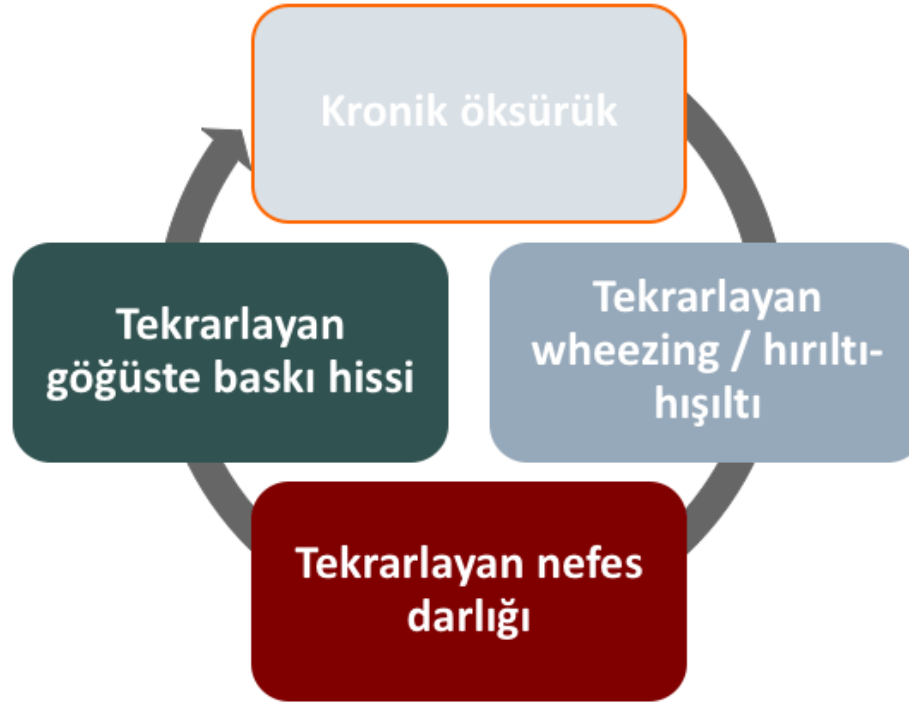 Kronik öksürük
Tekrarlayan
wheezing / hırıltı-
hışıltı
Tekrarlayan nefes
darlığı
Tekrarlayan
göğüste baskı hissi